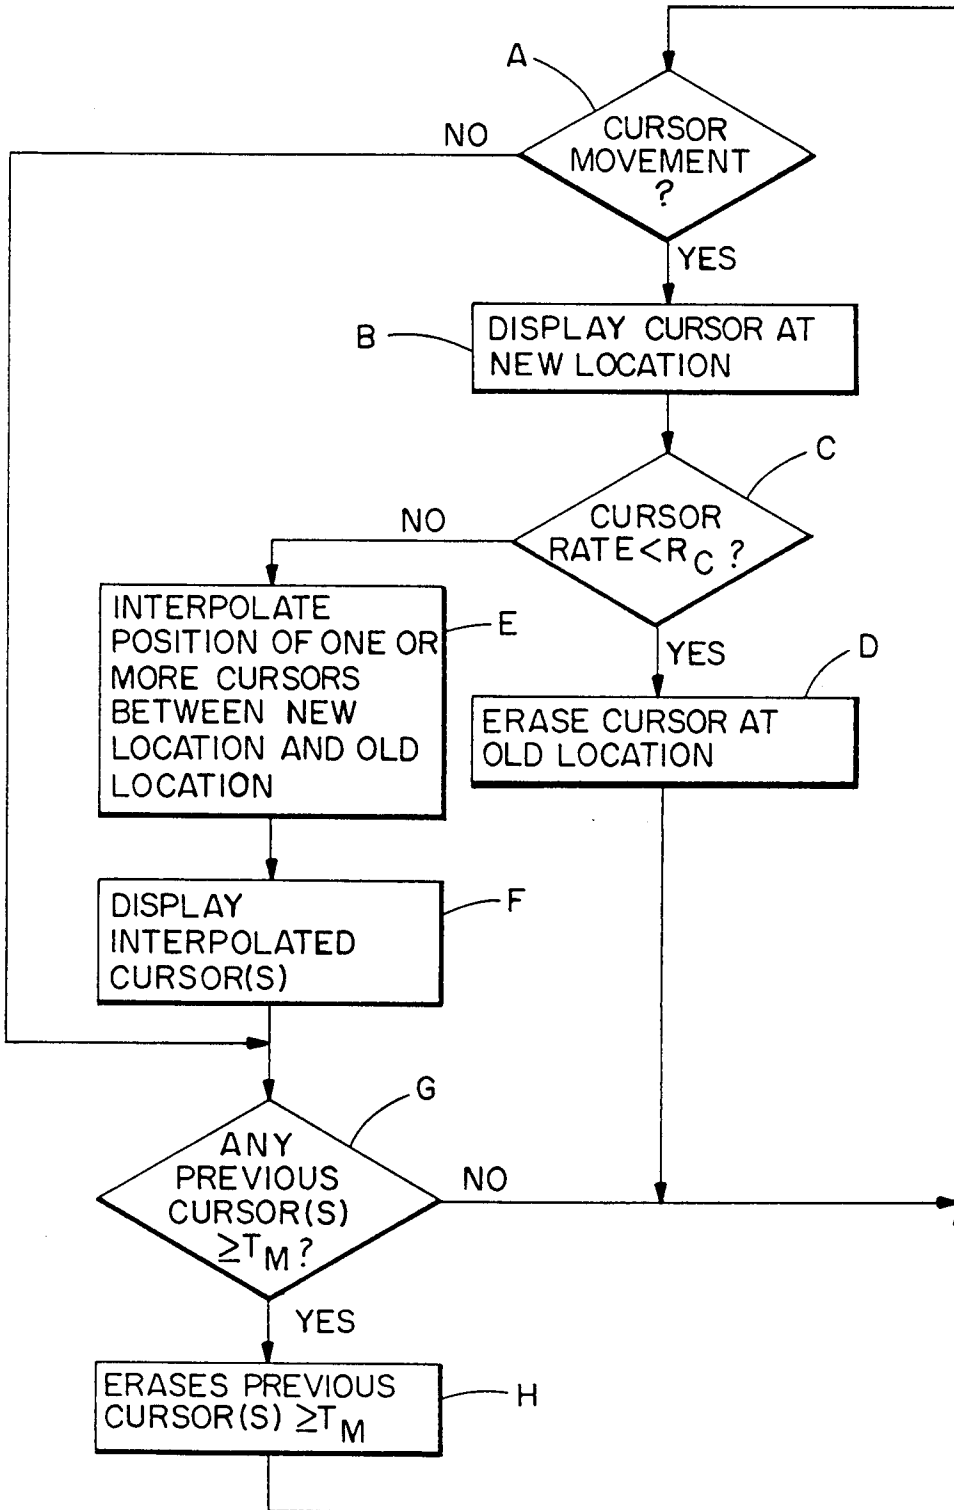 A
CURSOR
MOVEMENT
?
NO
YES
B
DISPLAY CURSOR AT
NEW LOCATION
C
CURSOR
RATE<RC ?
NO
YES
INTERPOLATE
POSITION OF ONE OR
MORE CURSORS
BETWEEN NEW
LOCATION AND OLD
LOCATION
E
D
ERASE CURSOR AT
OLD LOCATION
DISPLAY
INTERPOLATED
CURSOR(S)
F
G
ANY
PREVIOUS
CURSOR(S)
≥TM?
NO
YES
ERASES PREVIOUS
CURSOR(S) ≥TM
H